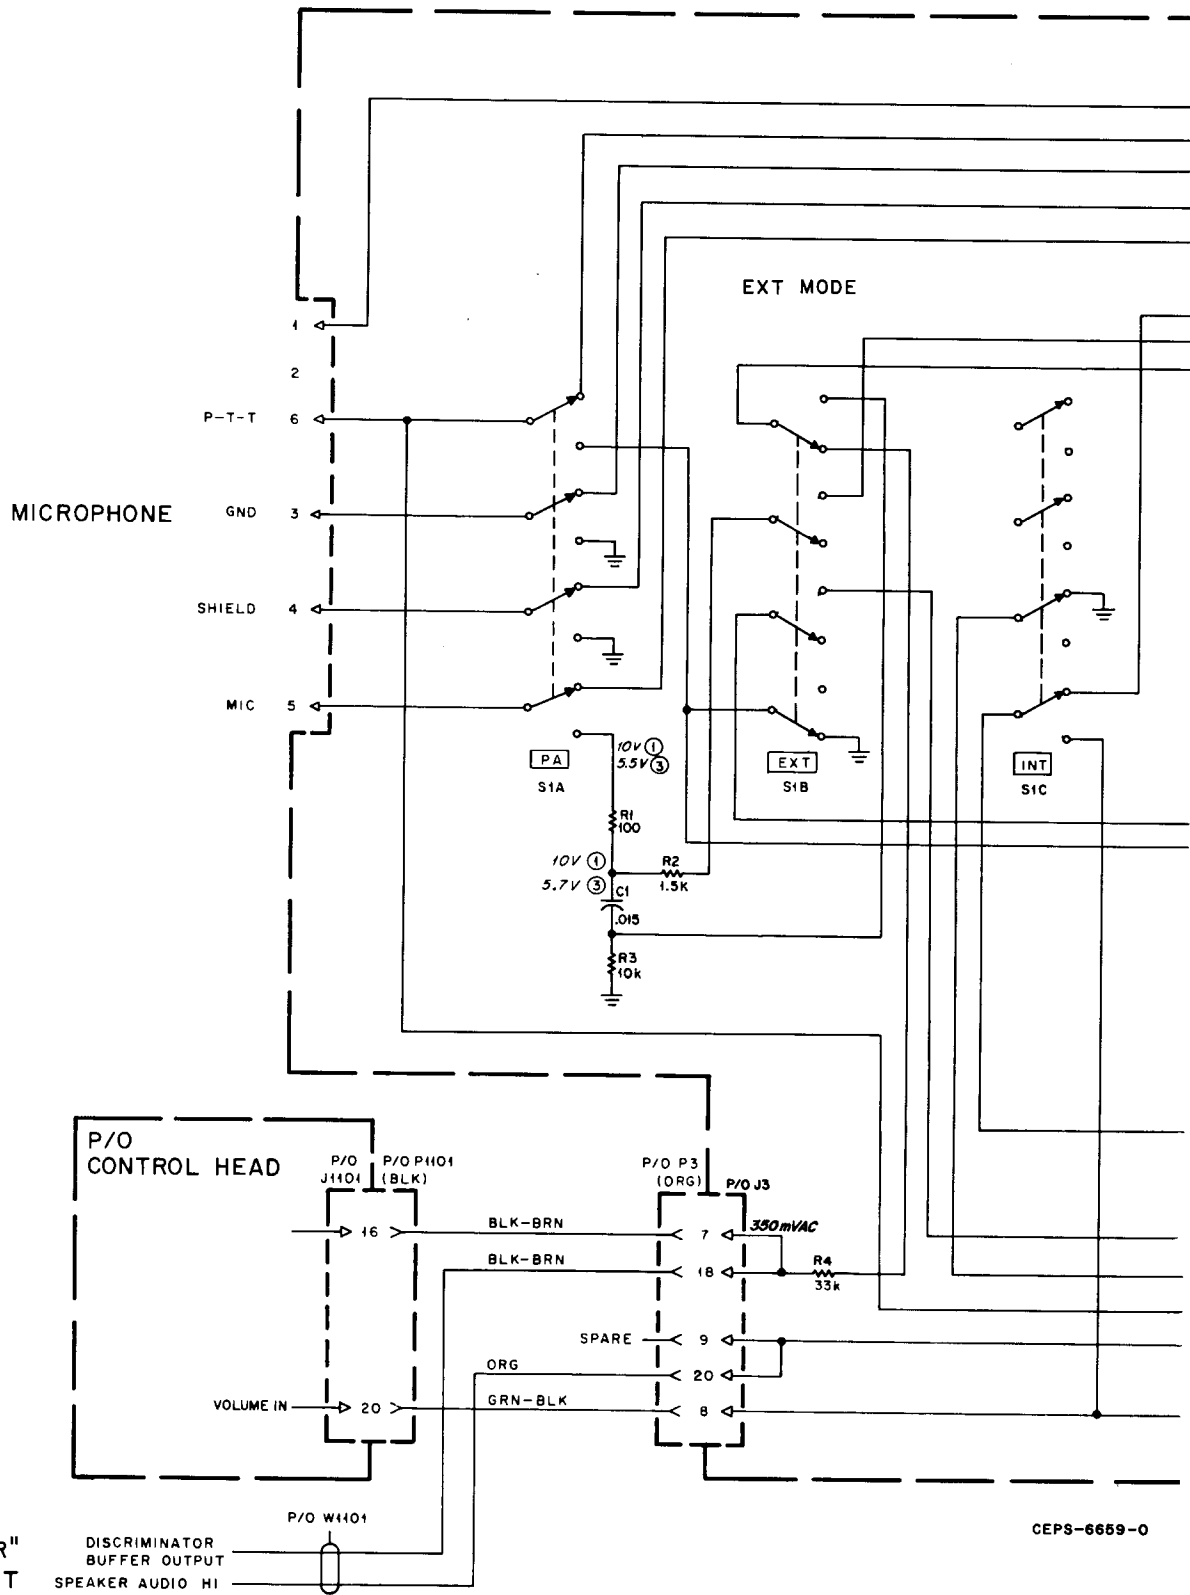 EXT MODE
1
2
P-T-T 6
MICROPHONE
GND 3
SHIELD 4
MIC 5
PA
S1A
10V ①
5.5V ③
EXT
S1B
INT
S1C
R1
100
10V ①
5.7V ③
R2
1.5K
C1
.015
R3
10k
P/O
CONTROL HEAD
P/O
J1101
P/O P1101
(BLK)
P/O P3
(ORG)
P/O J3
16
BLK-BRN
7
350mVAC
BLK-BRN
18
R4
33k
SPARE
9
ORG
20
VOLUME IN
20
GRN-BLK
8
P/O W1101
CEPS-6659-0
R"
DISCRIMINATOR
BUFFER OUTPUT
T
SPEAKER AUDIO HI